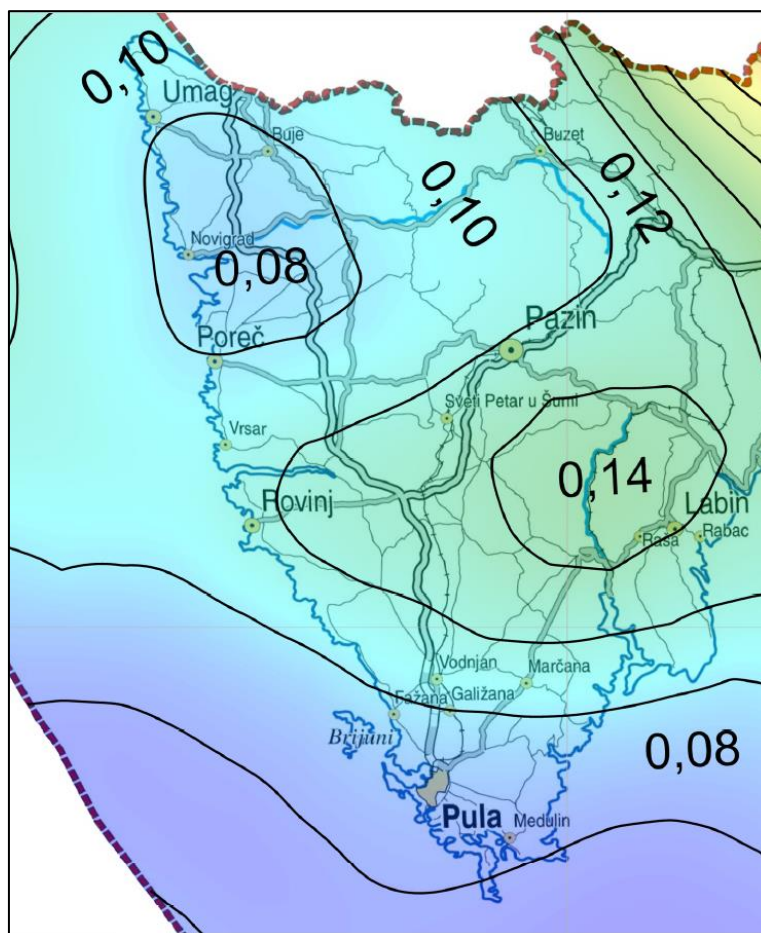 0,10
Umag
Buje
Buzet
0,10
0,12
Novigrad
0,08
Poreč
Pazin
Sveti Petar u Šumi
Vrsar
0,14
Rovinj
Labin
Raša
Rabac
Vodnjan
Marčana
Fažana
Galižana
Brijuni
0,08
Pula
Medulin